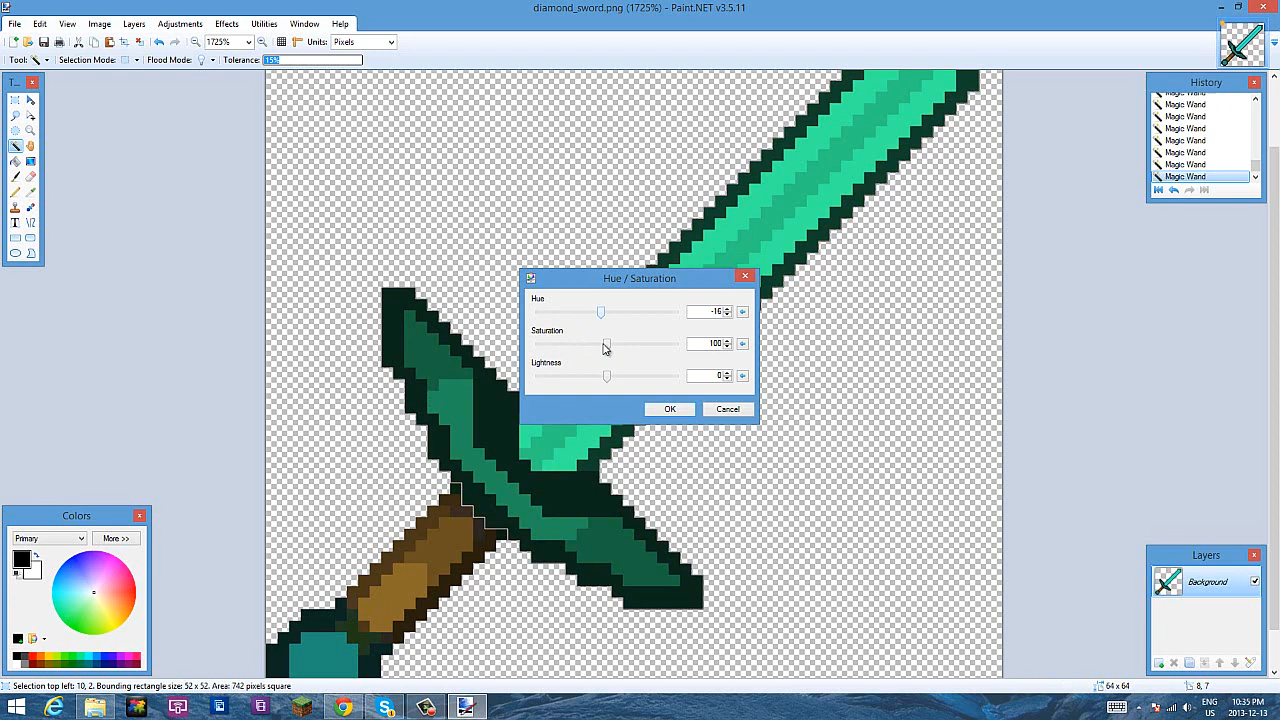 diamond_sword.png (1725%) - Paint.NET v3.5.11
File Edit View Image Layers Adjustments Effects Utilities Window Help
1725% Units: Pixels
Tool: Selection Mode: Flood Mode: Tolerance: 15%
T...
History
Magic Wand
Magic Wand
Magic Wand
Magic Wand
Magic Wand
Magic Wand
Magic Wand
Hue / Saturation
Hue
-16
Saturation
100
Lightness
0
OK Cancel
Colors
Primary More >>
Layers
Background
Selection top left: 10, 2. Bounding rectangle size: 52 x 52. Area: 742 pixels square
64 x 64
8, 7
ENG
US
10:35 PM
2013-12-13